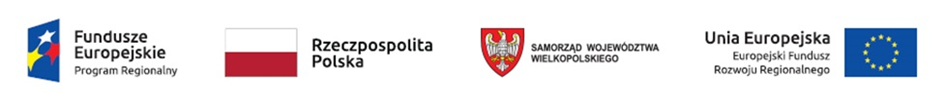 Fundusze
Europejskie
Program Regionalny
Rzeczpospolita
Polska
SAMORZĄD WOJEWÓDZTWA
WIELKOPOLSKIEGO
Unia Europejska
Europejski Fundusz
Rozwoju Regionalnego